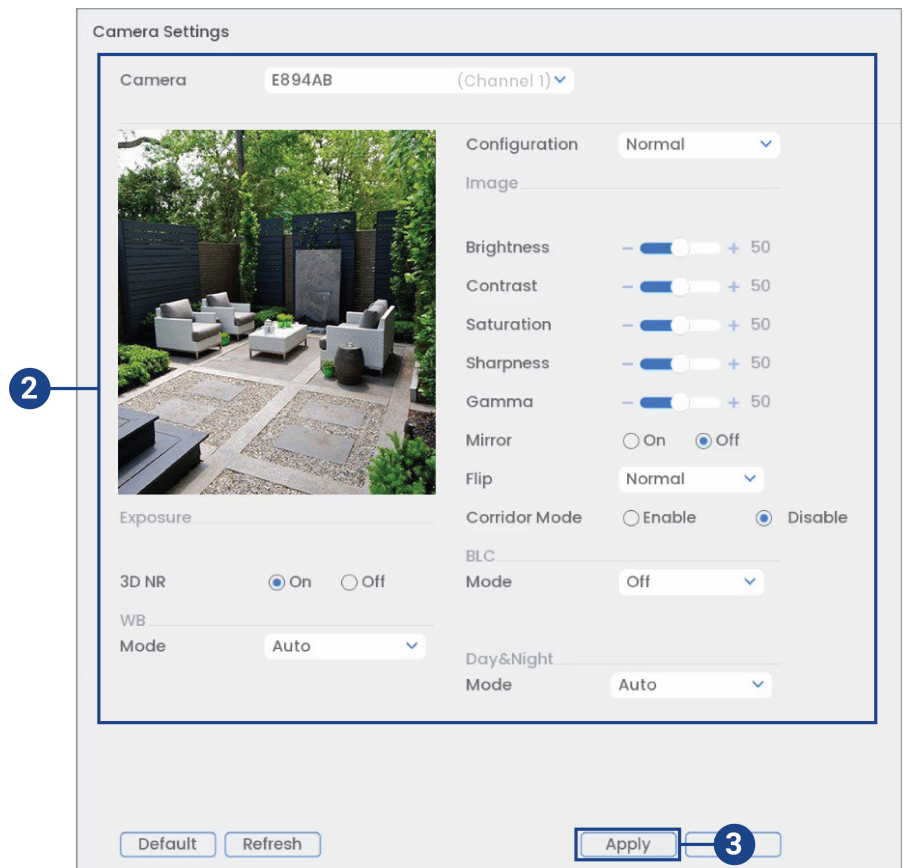 Camera Settings
Camera E894AB (Channel 1)
Configuration Normal
Image
Brightness - + 50
Contrast - + 50
Saturation - + 50
Sharpness - + 50
Gamma - + 50
Mirror On Off
Flip Normal
Corridor Mode Enable Disable
BLC
Mode Off
Day&Night
Mode Auto
Exposure
3D NR On Off
WB
Mode Auto
2
Default Refresh Apply 3